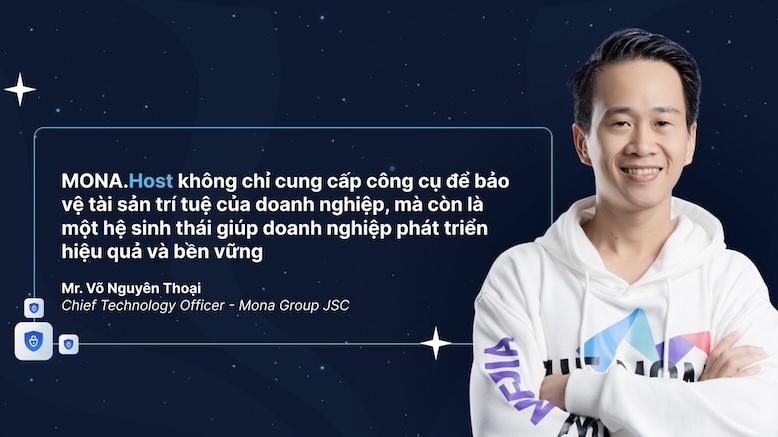 MONA.Host không chỉ cung cấp công cụ để bảo
vệ tài sản trí tuệ của doanh nghiệp, mà còn là
một hệ sinh thái giúp doanh nghiệp phát triển
hiệu quả và bền vững
Mr. Võ Nguyên Thoại
Chief Technology Officer - Mona Group JSC